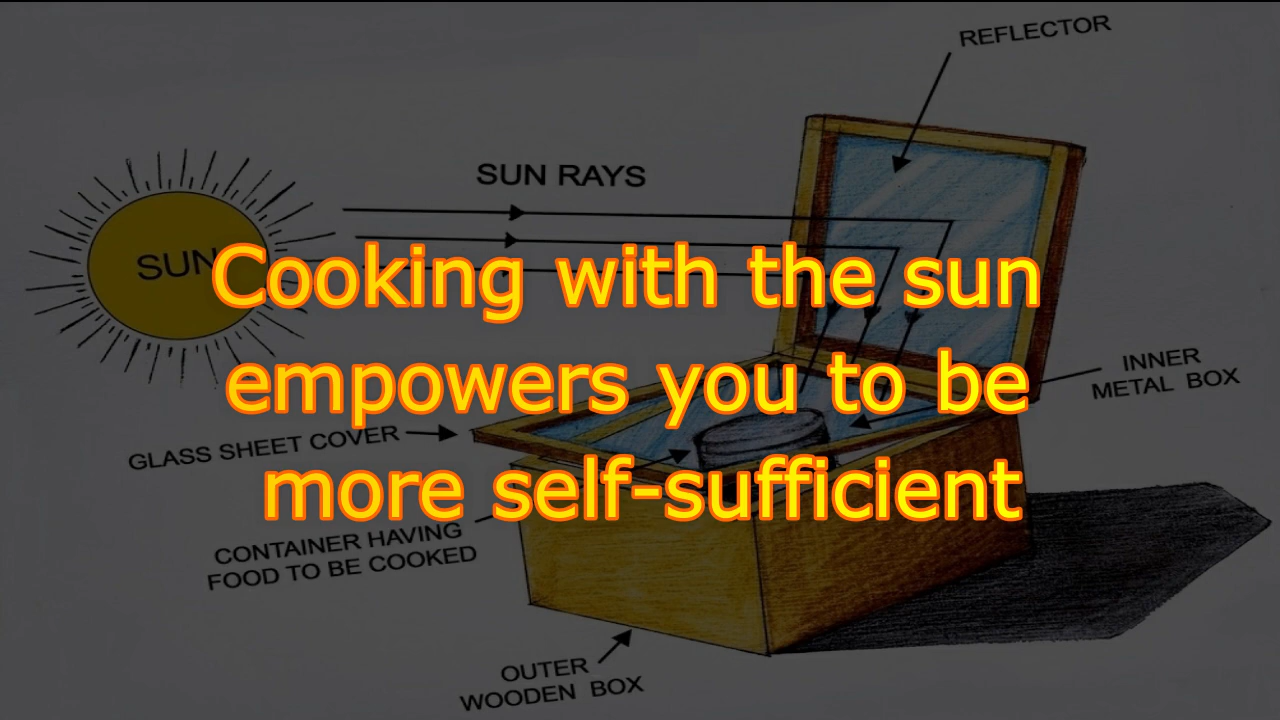 REFLECTOR
SUN RAYS
SUN
Cooking with the sun
empowers you to be
more self-sufficient
INNER
METAL BOX
GLASS SHEET COVER
CONTAINER HAVING
FOOD TO BE COOKED
OUTER
WOODEN BOX